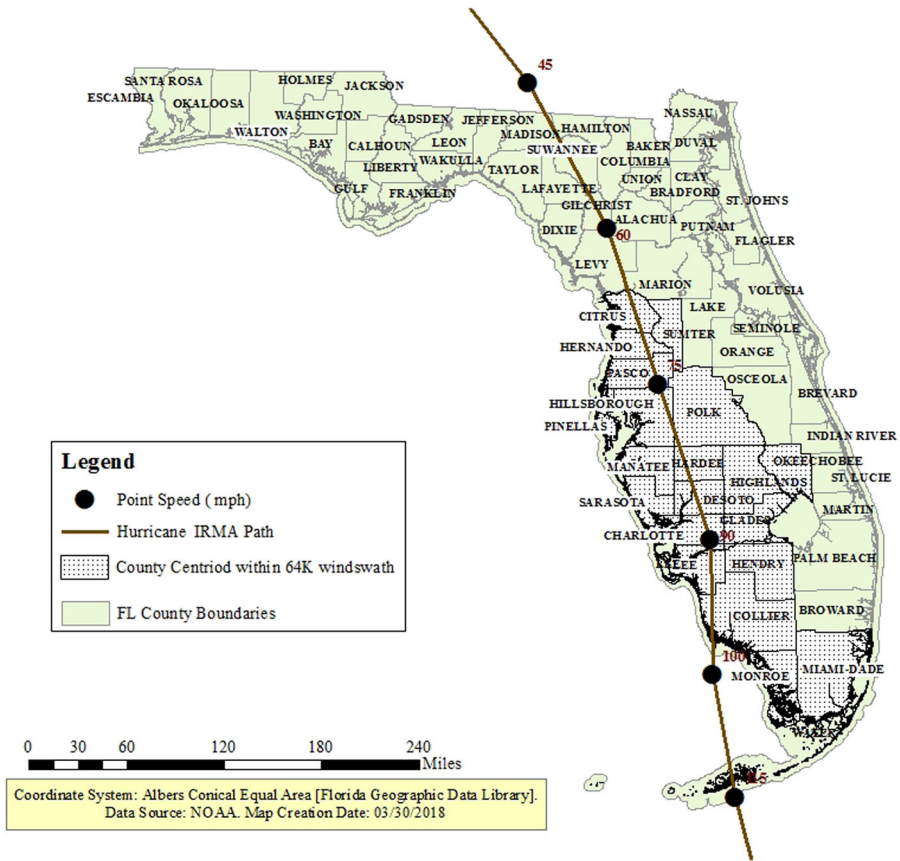 45
SANTA ROSA
HOLMES
JACKSON
ESCAMBIA
OKALOOSA
WASHINGTON
GADSDEN
JEFFERSON
NASSAU
WALTON
BAY
CALHOUN
LEON
MADISON
HAMILTON
SUWANNEE
BAKER
DUVAL
LIBERTY
WAKULLA
TAYLOR
COLUMBIA
UNION
CLAY
GULF
FRANKLIN
LAFAYETTE
BRADFORD
ST. JOHNS
GILCHRIST
ALACHUA
PUTNAM
DIXIE
60
FLAGLER
LEVY
MARION
VOLUSIA
CITRUS
LAKE
SUMTER
SEMINOLE
HERNANDO
ORANGE
PASCO
75
OSCEOLA
BREVARD
HILLSBOROUGH
POLK
PINELLAS
INDIAN RIVER
MANATEE
HARDEE
OKEECHOBEE
HIGHLANDS
ST. LUCIE
SARASOTA
DESOTO
MARTIN
GLADES
CHARLOTTE
90
PALM BEACH
HENDRY
COLLIER
BROWARD
100
MIAMI-DADE
MONROE
Legend
Point Speed ( mph)
Hurricane IRMA Path
County Centriod within 64K windswath
FL County Boundaries
0 30 60 120 180 240
Miles
Coordinate System: Albers Conical Equal Area [Florida Geographic Data Library].
Data Source: NOAA. Map Creation Date: 03/30/2018